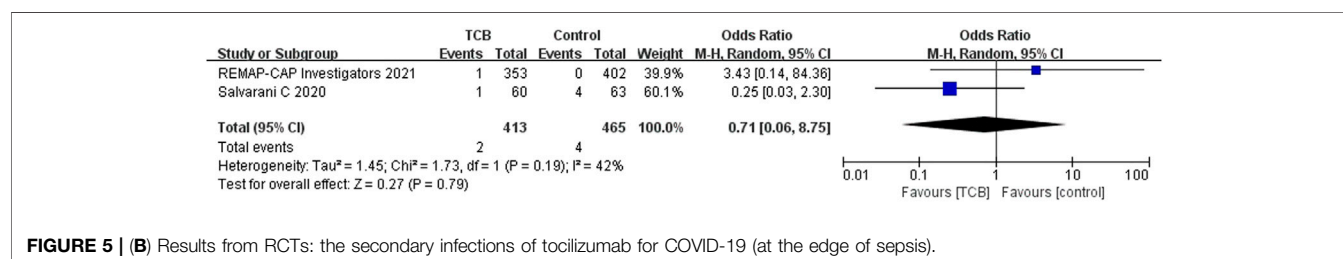 TCB Control Odds Ratio Odds Ratio
Study or Subgroup Events Total Events Total Weight M-H, Random, 95% CI M-H, Random, 95% CI
REMAP-CAP Investigators 2021 1 353 0 402 39.9% 3.43 [0.14, 84.36]
Salvarani C 2020 1 60 4 63 60.1% 0.25 [0.03, 2.30]
Total (95% CI) 413 465 100.0% 0.71 [0.06, 8.75]
Total events 2 4
Heterogeneity: Tau² = 1.45; Chi² = 1.73, df = 1 (P = 0.19); I² = 42%
Test for overall effect: Z = 0.27 (P = 0.79)
0.01 0.1 1 10 100
Favours [TCB] Favours [control]
FIGURE 5 | (B) Results from RCTs: the secondary infections of tocilizumab for COVID-19 (at the edge of sepsis).